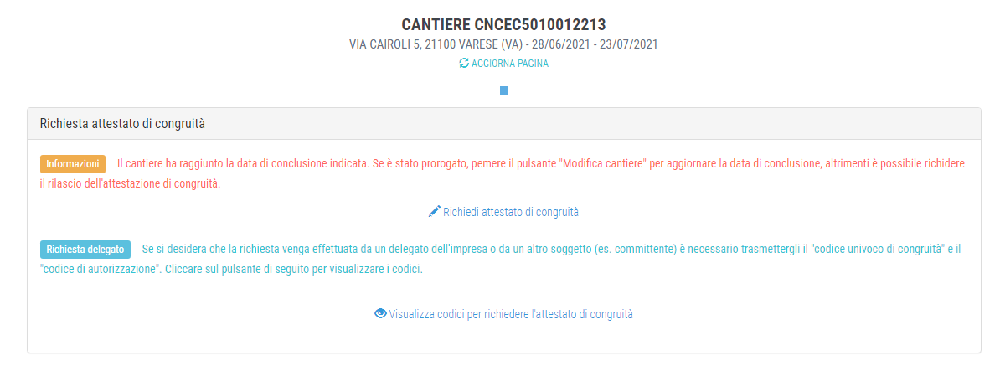 CANTIERE CNCEC5010012213
VIA CAIROLI 5, 21100 VARESE (VA) - 28/06/2021 - 23/07/2021
AGGIORNA PAGINA
Richiesta attestato di congruità
Informazioni Il cantiere ha raggiunto la data di conclusione indicata. Se è stato prorogato, pemere il pulsante "Modifica cantiere" per aggiornare la data di conclusione, altrimenti è possibile richidere
il rilascio dell'attestazione di congruità.
Richiedi attestato di congruità
Richiesta delegato Se si desidera che la richiesta venga effettuata da un delegato dell'impresa o da un altro soggetto (es. committente) è necessario trasmettergli il "codice univoco di congruità" e il
"codice di autorizzazione". Cliccare sul pulsante di seguito per visualizzare i codici.
Visualizza codici per richiedere l'attestato di congruità